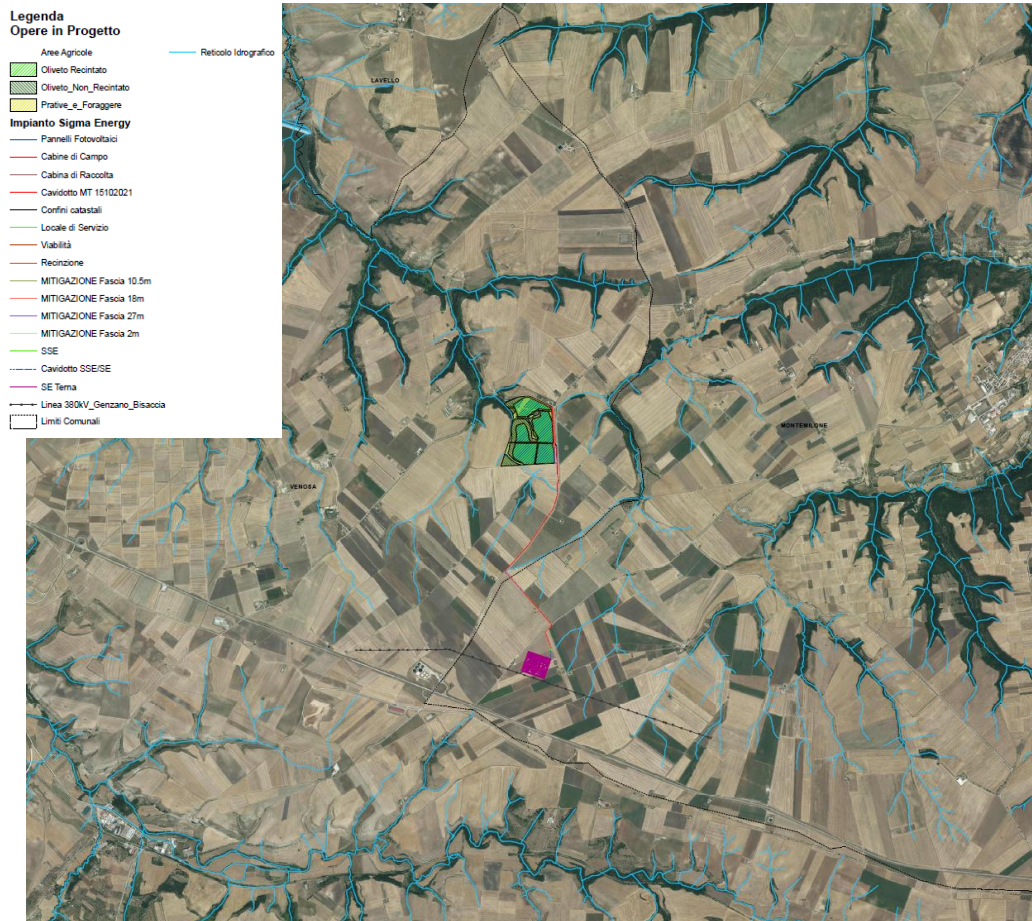 Legenda
Opere in Progetto
Aree Agricole
Reticolo Idrografico
Oliveto Recintato
Oliveto_Non_Recintato
Prative_e_Foraggere
Impianto Sigma Energy
Pannelli Fotovoltaici
Cabine di Campo
Cabina di Raccolta
Cavidotto MT 15102021
Confini catastali
Locale di Servizio
Viabilità
Recinzione
MITIGAZIONE Fascia 10.5m
MITIGAZIONE Fascia 18m
MITIGAZIONE Fascia 27m
MITIGAZIONE Fascia 2m
SSE
Cavidotto SSE/SE
SE Terna
Linea 380kV_Genzano_Bisaccia
Limiti Comunali
LAVELLO
MONTEMILONE
VENOSA